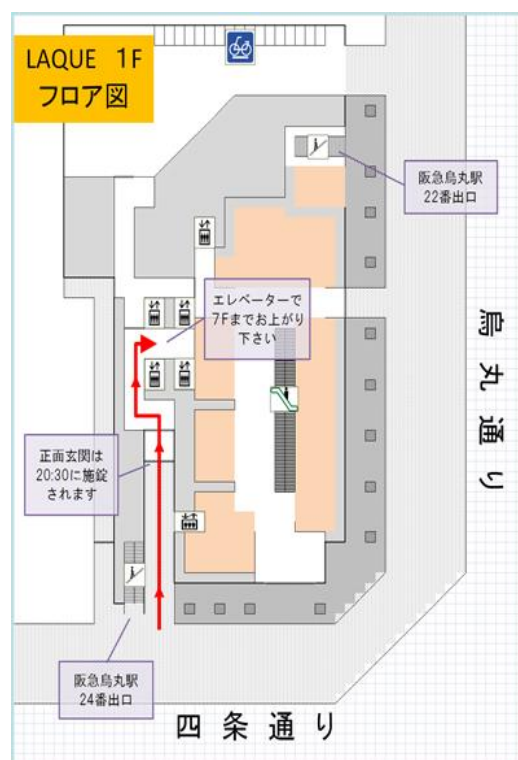 LAQUE 1F
フロア図
阪急烏丸駅
22番出口
エレベーターで
7Fまでお上がり
下さい
烏丸通り
正面玄関は
20:30に施錠
されます
阪急烏丸駅
24番出口
四条通り